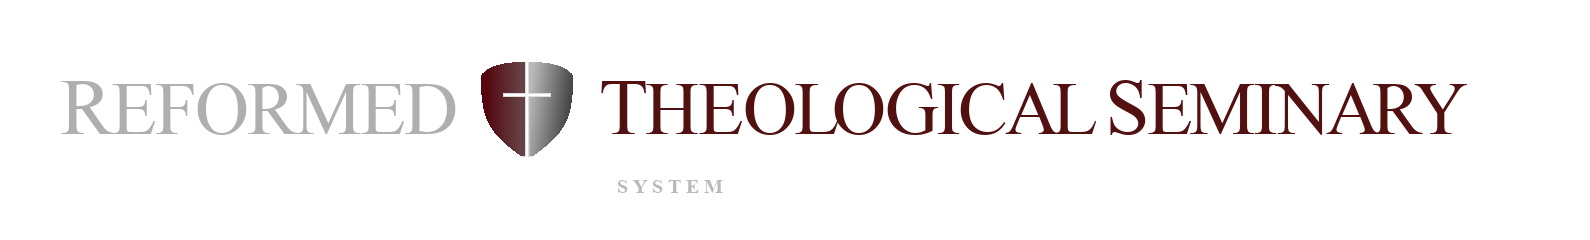 REFORMED THEOLOGICAL SEMINARY
SYSTEM